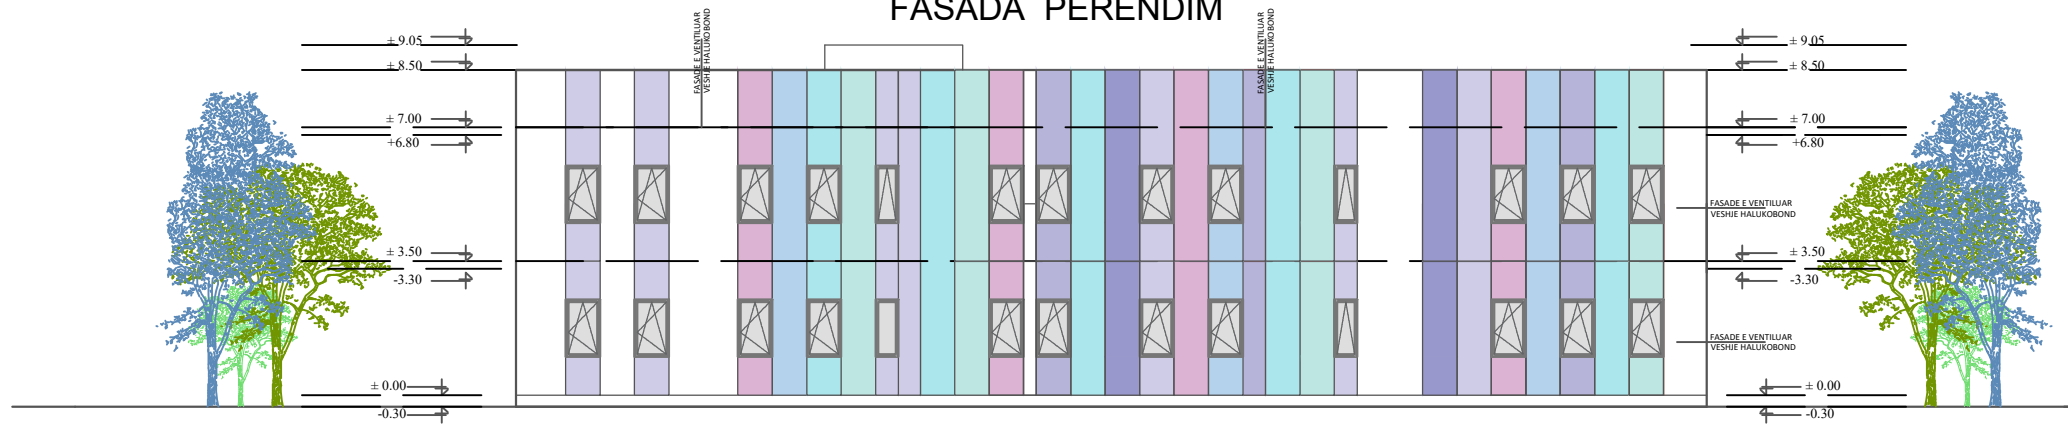 FASADA PERENDIM
± 9.05
± 8.50
± 7.00
+6.80
± 3.50
-3.30
± 0.00
-0.30
FASADE E VENTILUAR
VESHJE HALUKOBOND
FASADE E VENTILUAR
VESHJE HALUKOBOND
± 9.05
± 8.50
± 7.00
+6.80
FASADE E VENTILUAR
VESHJE HALUKOBOND
± 3.50
-3.30
FASADE E VENTILUAR
VESHJE HALUKOBOND
± 0.00
-0.30